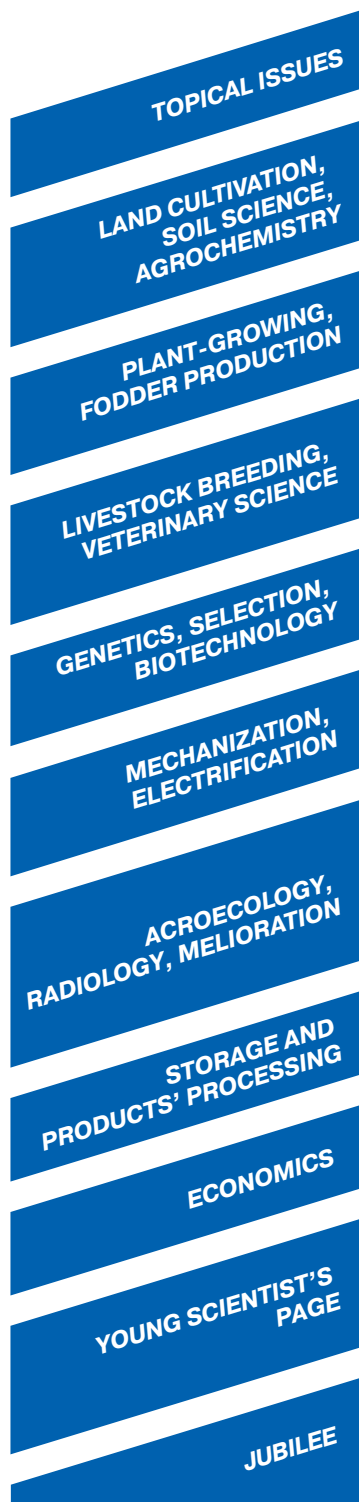 TOPICAL ISSUES
LAND CULTIVATION,
SOIL SCIENCE,
AGROCHEMISTRY
PLANT-GROWING,
FODDER PRODUCTION
LIVESTOCK BREEDING,
VETERINARY SCIENCE
GENETICS, SELECTION,
BIOTECHNOLOGY
MECHANIZATION,
ELECTRIFICATION
ACROECOLOGY,
RADIOLOGY, MELIORATION
STORAGE AND
PRODUCTS’ PROCESSING
ECONOMICS
YOUNG SCIENTIST’S
PAGE
JUBILEE